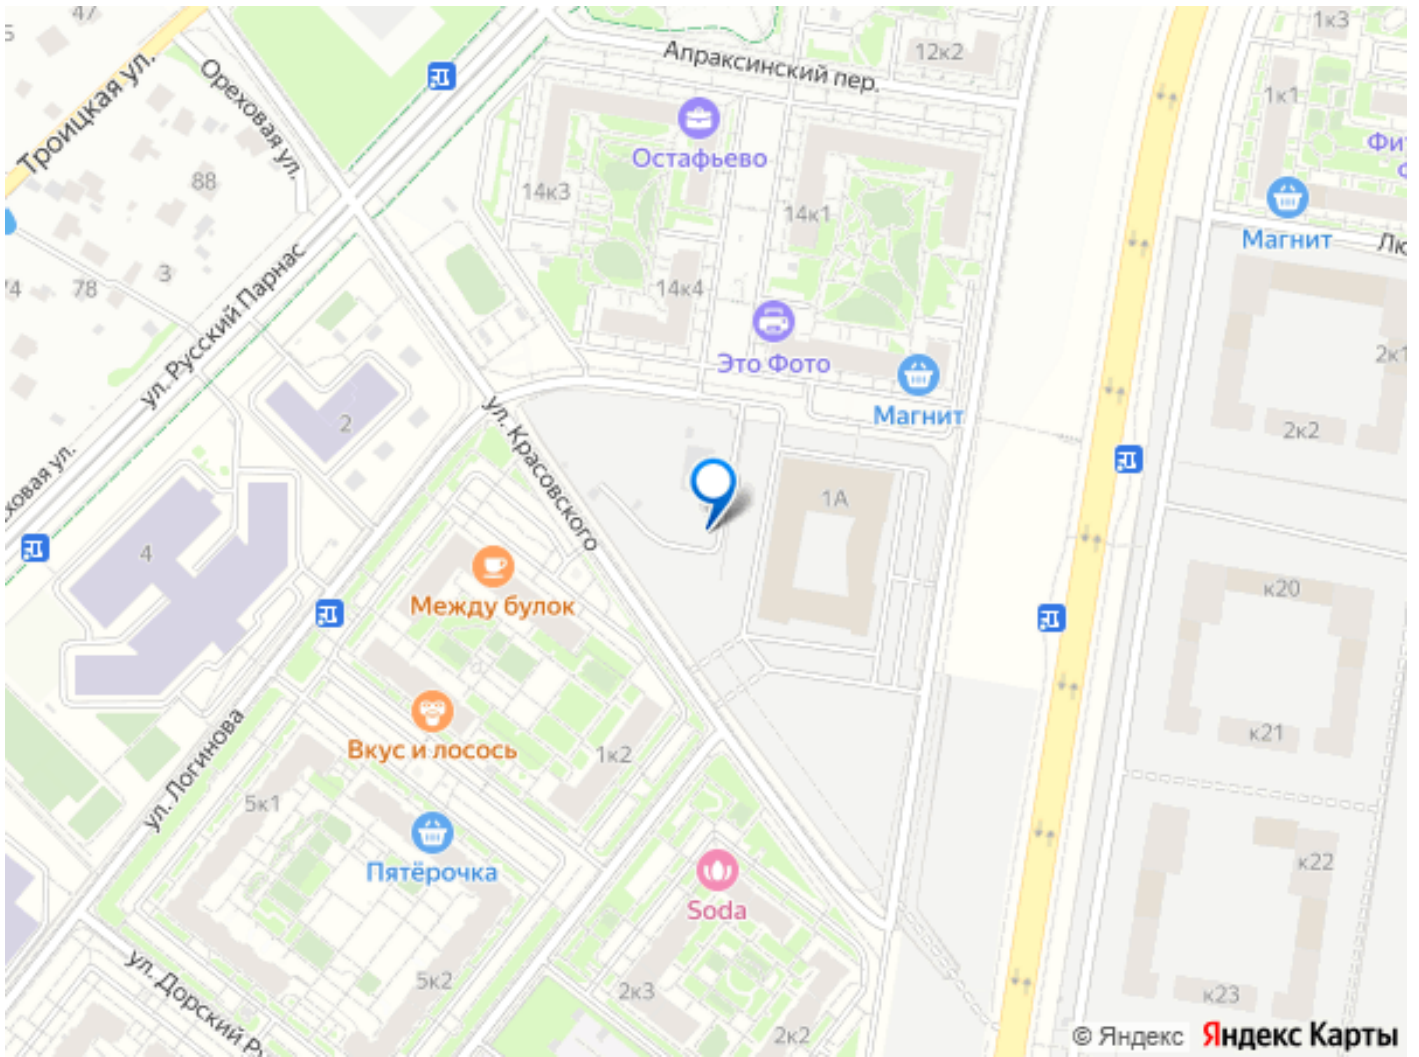 47
1к3
Апраксинский пер.
12к2
Троицкая ул.
Ореховая ул.
1к1
Остафьево
88
14к3
14к1
Магнит
3
78
14к4
ул. Русский Парнас
Это Фото
2к1
Магнит
2
2к2
ул. Красовского
1А
4
к20
Между булок
ул. Логинова
Вкус и лосось
1к2
к21
5к1
Пятёрочка
к22
Soda
ул. Дорский
5к2
2к3
2к2
к23
© Яндекс Яндекс Карты